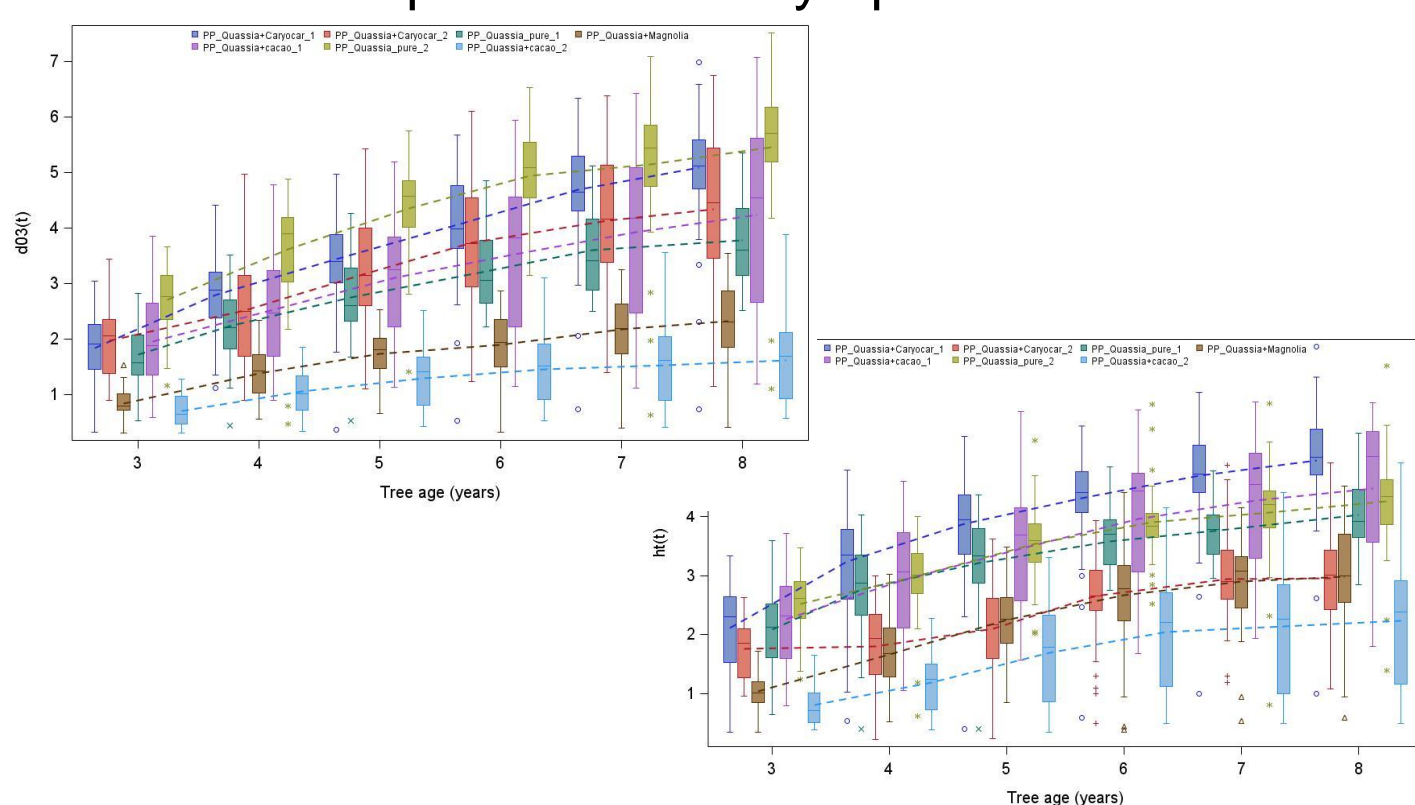 PP_Quassia+Caryocar_1 PP_Quassia+Caryocar_2 PP_Quassia_pure_1 PP_Quassia+Magnolia
PP_Quassia+cacao_1 PP_Quassia_pure_2 PP_Quassia+cacao_2
d03(t)
7
6
5
4
3
2
1
3 4 5 6 7 8
Tree age (years)
PP_Quassia+Caryocar_1 PP_Quassia+Caryocar_2 PP_Quassia_pure_1 PP_Quassia+Magnolia
PP_Quassia+cacao_1 PP_Quassia_pure_2 PP_Quassia+cacao_2
ht(t)
4
3
2
1
3 4 5 6 7 8
Tree age (years)